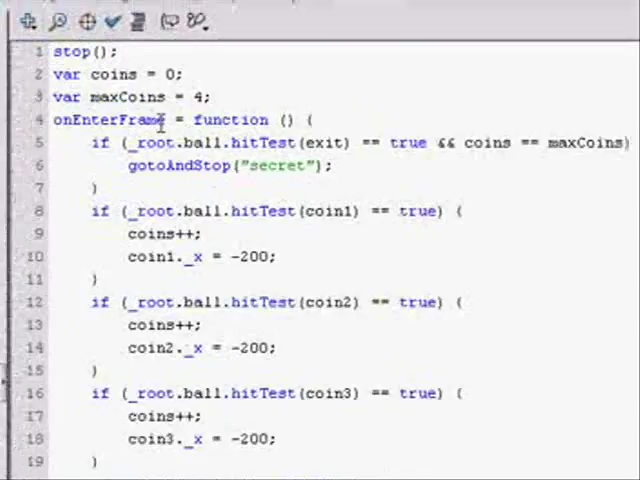 1 stop();
2 var coins = 0;
3 var maxCoins = 4;
4 onEnterFrame = function () {
5 if (_root.ball.hitTest(exit) == true && coins == maxCoins)
6 gotoAndStop("secret");
7 }
8 if (_root.ball.hitTest(coin1) == true) {
9 coins++;
10 coin1._x = -200;
11 }
12 if (_root.ball.hitTest(coin2) == true) {
13 coins++;
14 coin2._x = -200;
15 }
16 if (_root.ball.hitTest(coin3) == true) {
17 coins++;
18 coin3._x = -200;
19 }